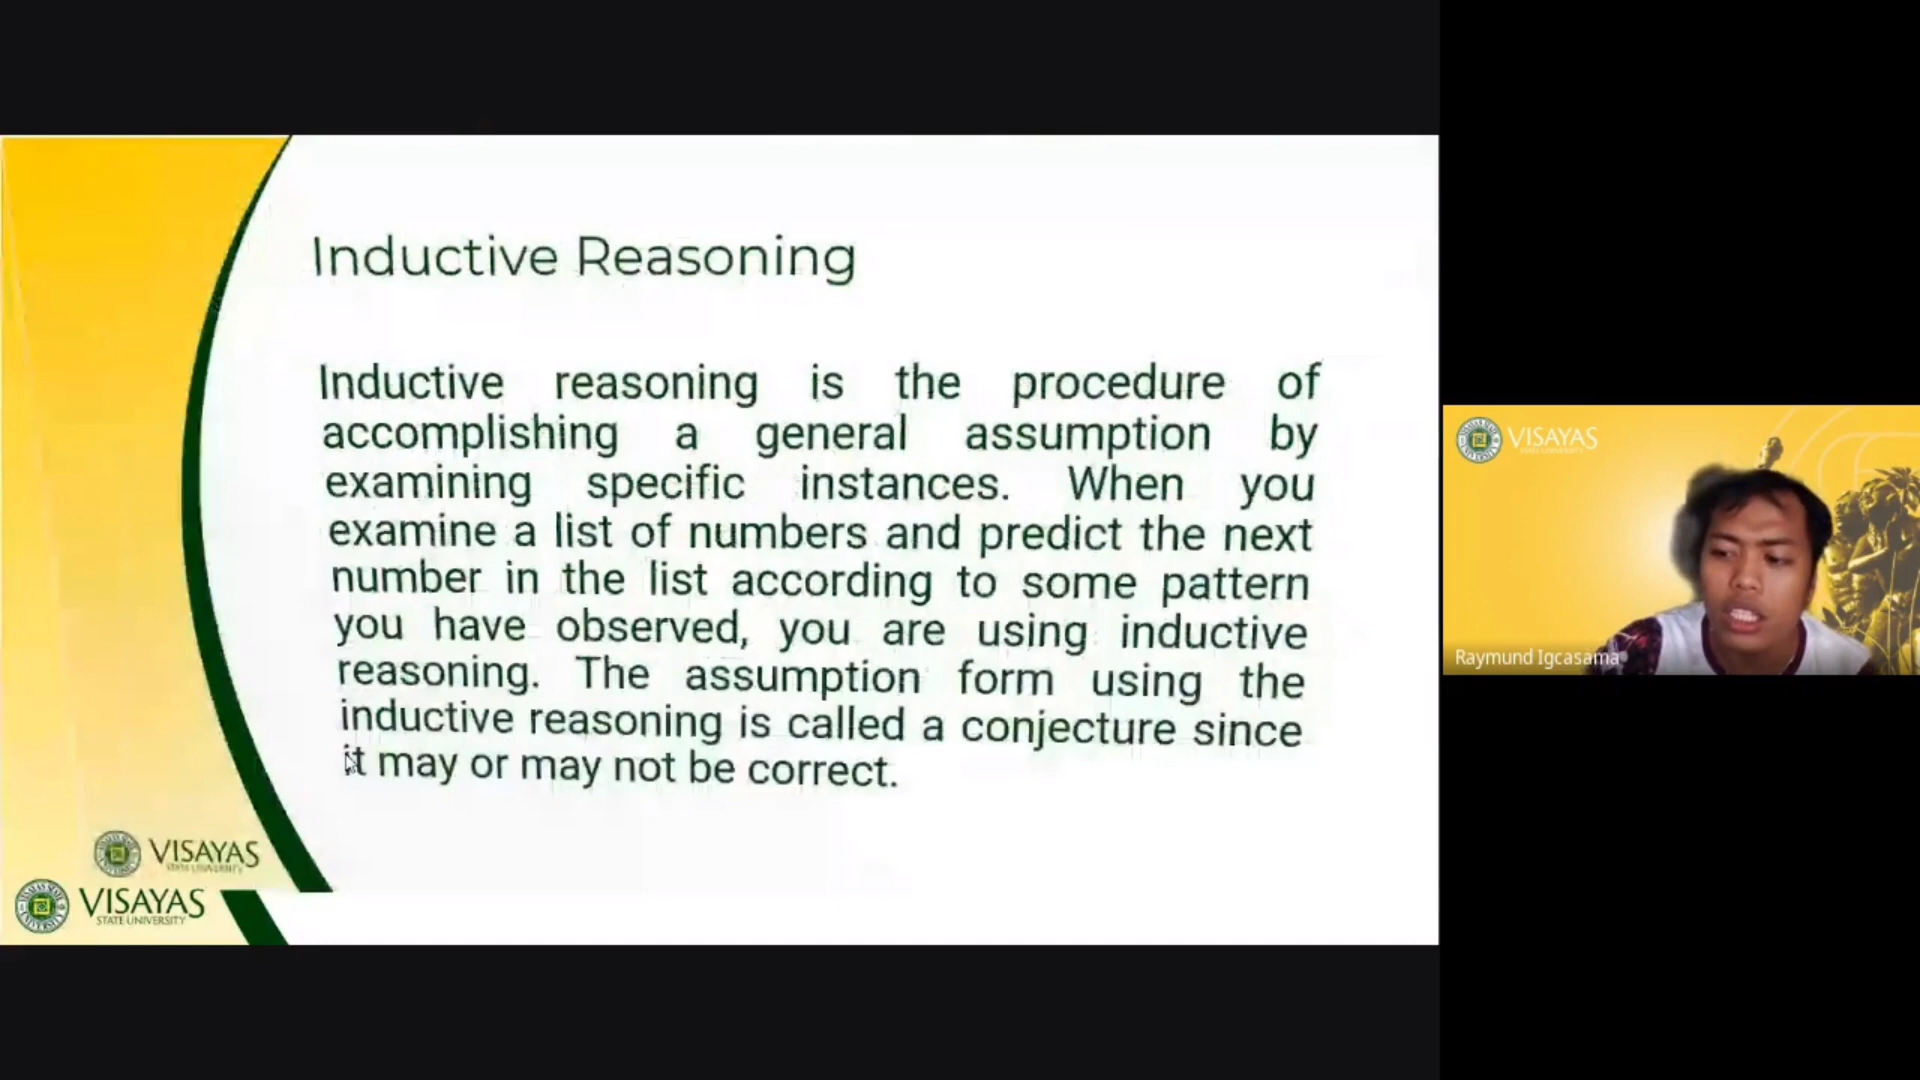 Inductive Reasoning
Inductive reasoning is the procedure of
accomplishing a general assumption by
examining specific instances. When you
examine a list of numbers and predict the next
number in the list according to some pattern
you have observed, you are using inductive
reasoning. The assumption form using the
inductive reasoning is called a conjecture since
it may or may not be correct.
VISAYAS
STATE UNIVERSITY
VISAYAS
STATE UNIVERSITY
VISAYAS
STATE UNIVERSITY
Raymund Igcasama